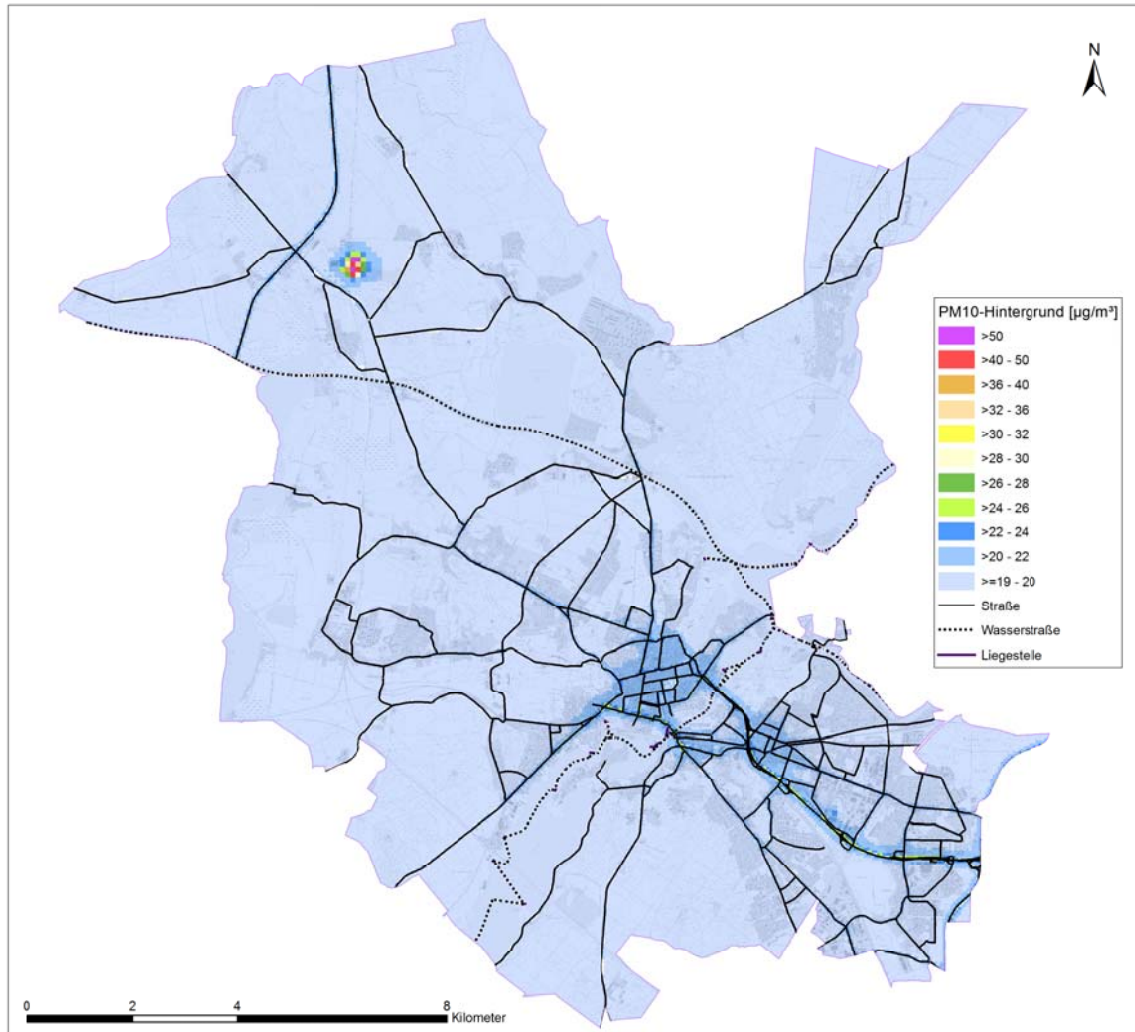 N
PM10-Hintergrund [µg/m³]
>50
>40 - 50
>36 - 40
>32 - 36
>30 - 32
>28 - 30
>26 - 28
>24 - 26
>22 - 24
>20 - 22
>=19 - 20
Straße
Wasserstraße
Liegestele
0 2 4 8
Kilometer